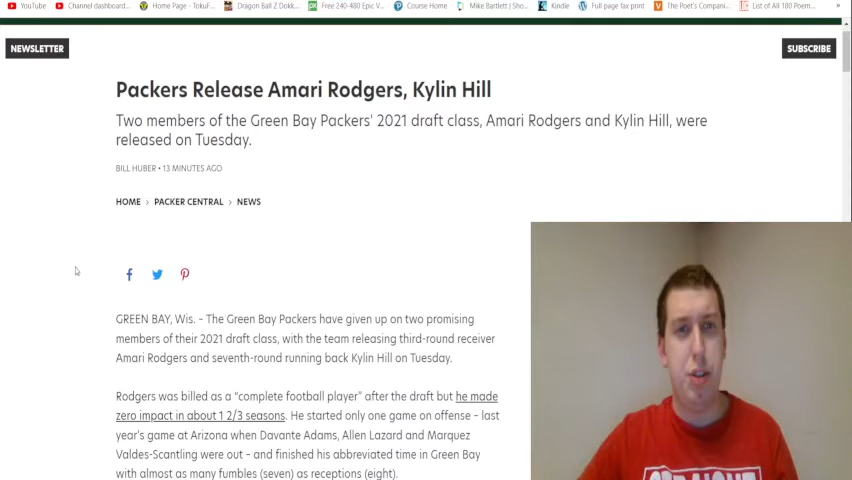 YouTube Channel dashboard... Home Page - TokuF... Dragon Ball Z Dokk... Free 240-480 Epic V... Course Home Mike Bartlett | Sho... Kindle Full page fax print The Poet's Compani... List of All 180 Poem... »
NEWSLETTER SUBSCRIBE
Packers Release Amari Rodgers, Kylin Hill
Two members of the Green Bay Packers' 2021 draft class, Amari Rodgers and Kylin Hill, were
released on Tuesday.
BILL HUBER • 13 MINUTES AGO
HOME > PACKER CENTRAL > NEWS
GREEN BAY, Wis. – The Green Bay Packers have given up on two promising
members of their 2021 draft class, with the team releasing third-round receiver
Amari Rodgers and seventh-round running back Kylin Hill on Tuesday.
Rodgers was billed as a “complete football player” after the draft but he made
zero impact in about 1 2/3 seasons. He started only one game on offense – last
year's game at Arizona when Davante Adams, Allen Lazard and Marquez
Valdes-Scantling were out – and finished his abbreviated time in Green Bay
with almost as many fumbles (seven) as receptions (eight).
STRAIGHT